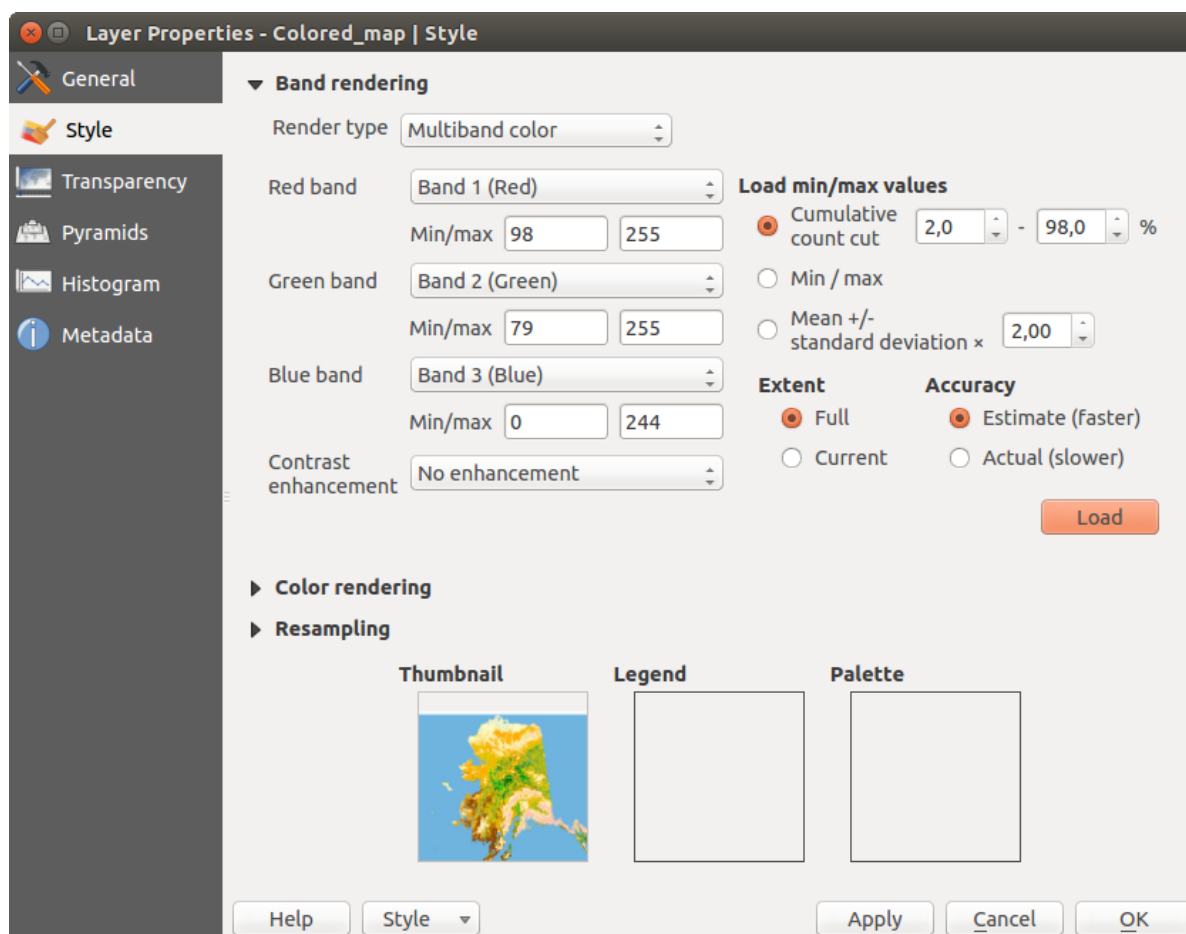 Layer Properties - Colored_map | Style
General
Style
Transparency
Pyramids
Histogram
Metadata
Band rendering
Render type Multiband color
Red band Band 1 (Red)
Min/max 98 255
Green band Band 2 (Green)
Min/max 79 255
Blue band Band 3 (Blue)
Min/max 0 244
Contrast
enhancement No enhancement
Load min/max values
Cumulative
count cut 2,0 - 98,0 %
Min / max
Mean +/-
standard deviation × 2,00
Extent
Full
Current
Accuracy
Estimate (faster)
Actual (slower)
Load
Color rendering
Resampling
Thumbnail Legend Palette
Help Style Apply Cancel OK